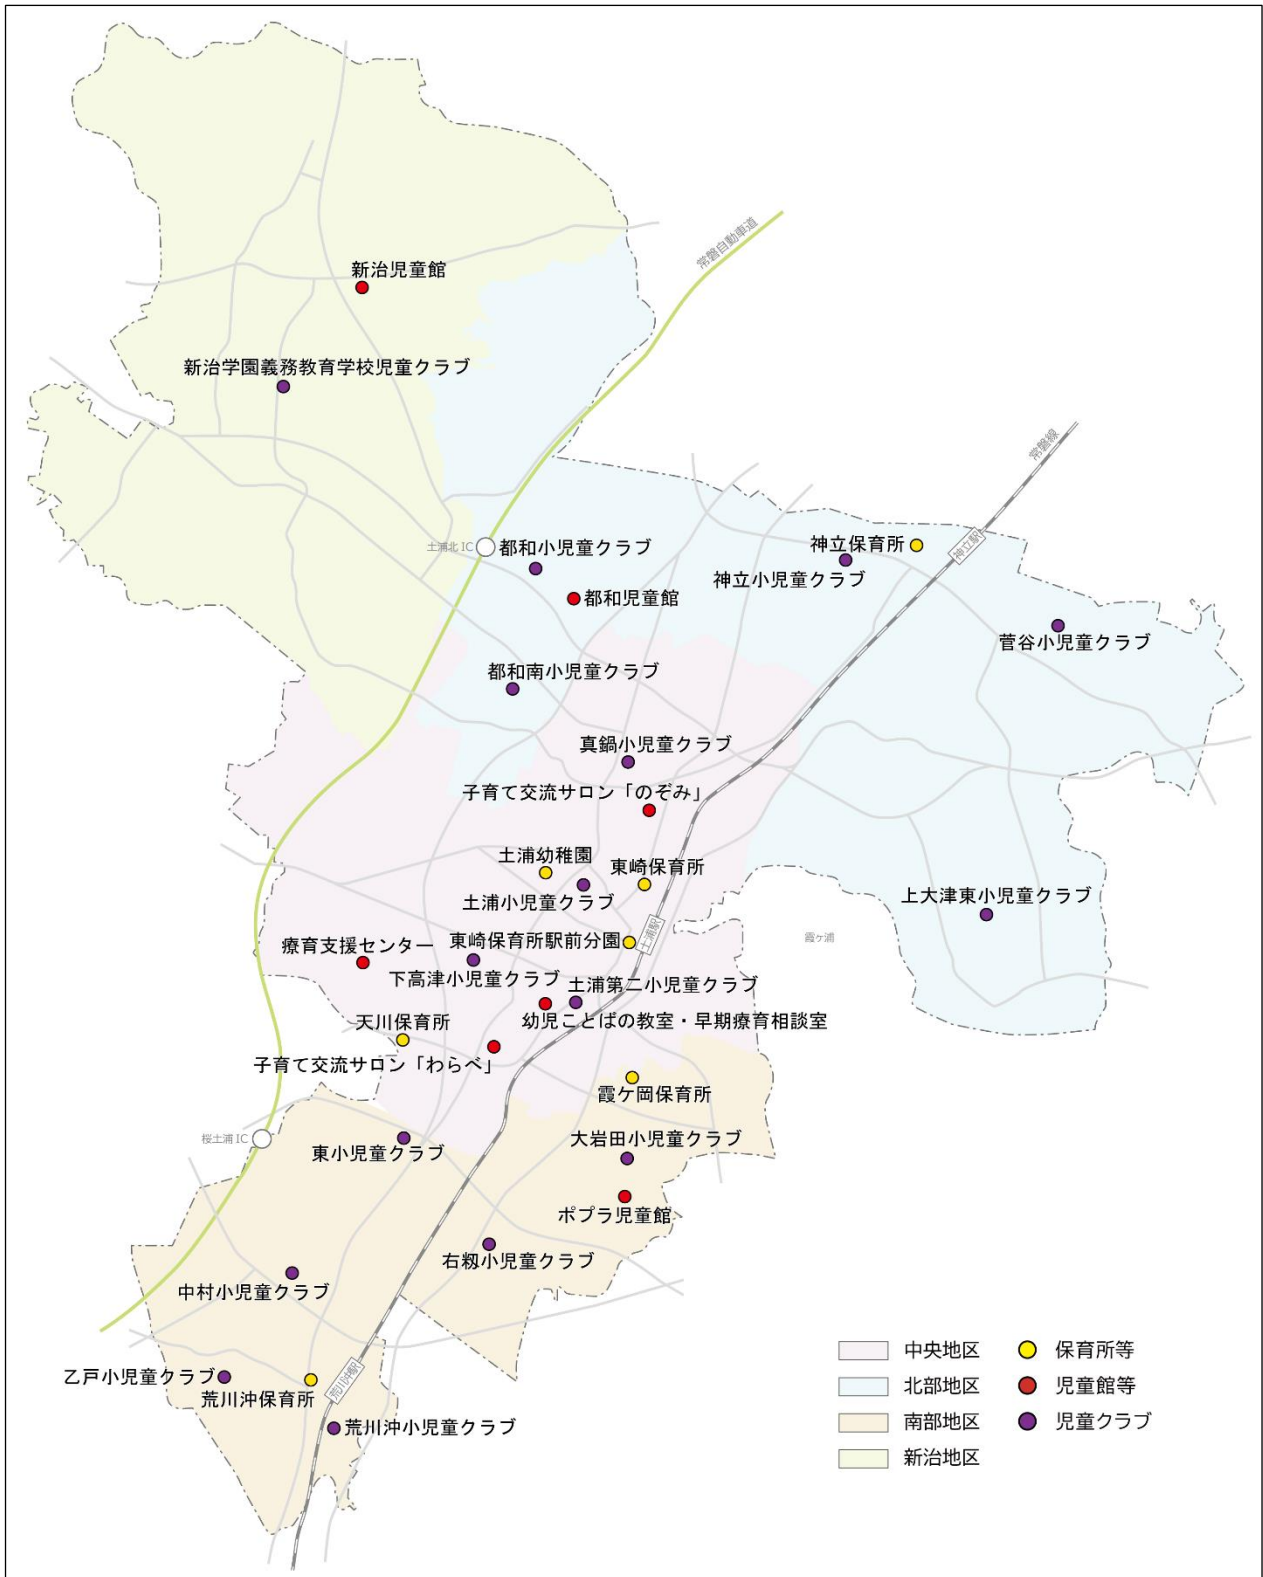 常磐自動車道
新治児童館
新治学園義務教育学校児童クラブ
常磐線
土浦北 IC
都和小児童クラブ
神立保育所
神立駅
神立小児童クラブ
都和児童館
菅谷小児童クラブ
都和南小児童クラブ
真鍋小児童クラブ
子育て交流サロン「のぞみ」
土浦幼稚園
東崎保育所
土浦小児童クラブ
上大津東小児童クラブ
療育支援センター
東崎保育所駅前分園
土浦駅
霞ヶ浦
下高津小児童クラブ
土浦第二小児童クラブ
天川保育所
幼児ことばの教室・早期療育相談室
子育て交流サロン「わらべ」
霞ケ岡保育所
桜土浦 IC
東小児童クラブ
大岩田小児童クラブ
ポプラ児童館
右籾小児童クラブ
中村小児童クラブ
乙戸小児童クラブ
荒川沖保育所
荒川沖駅
荒川沖小児童クラブ
中央地区
保育所等
北部地区
児童館等
南部地区
児童クラブ
新治地区